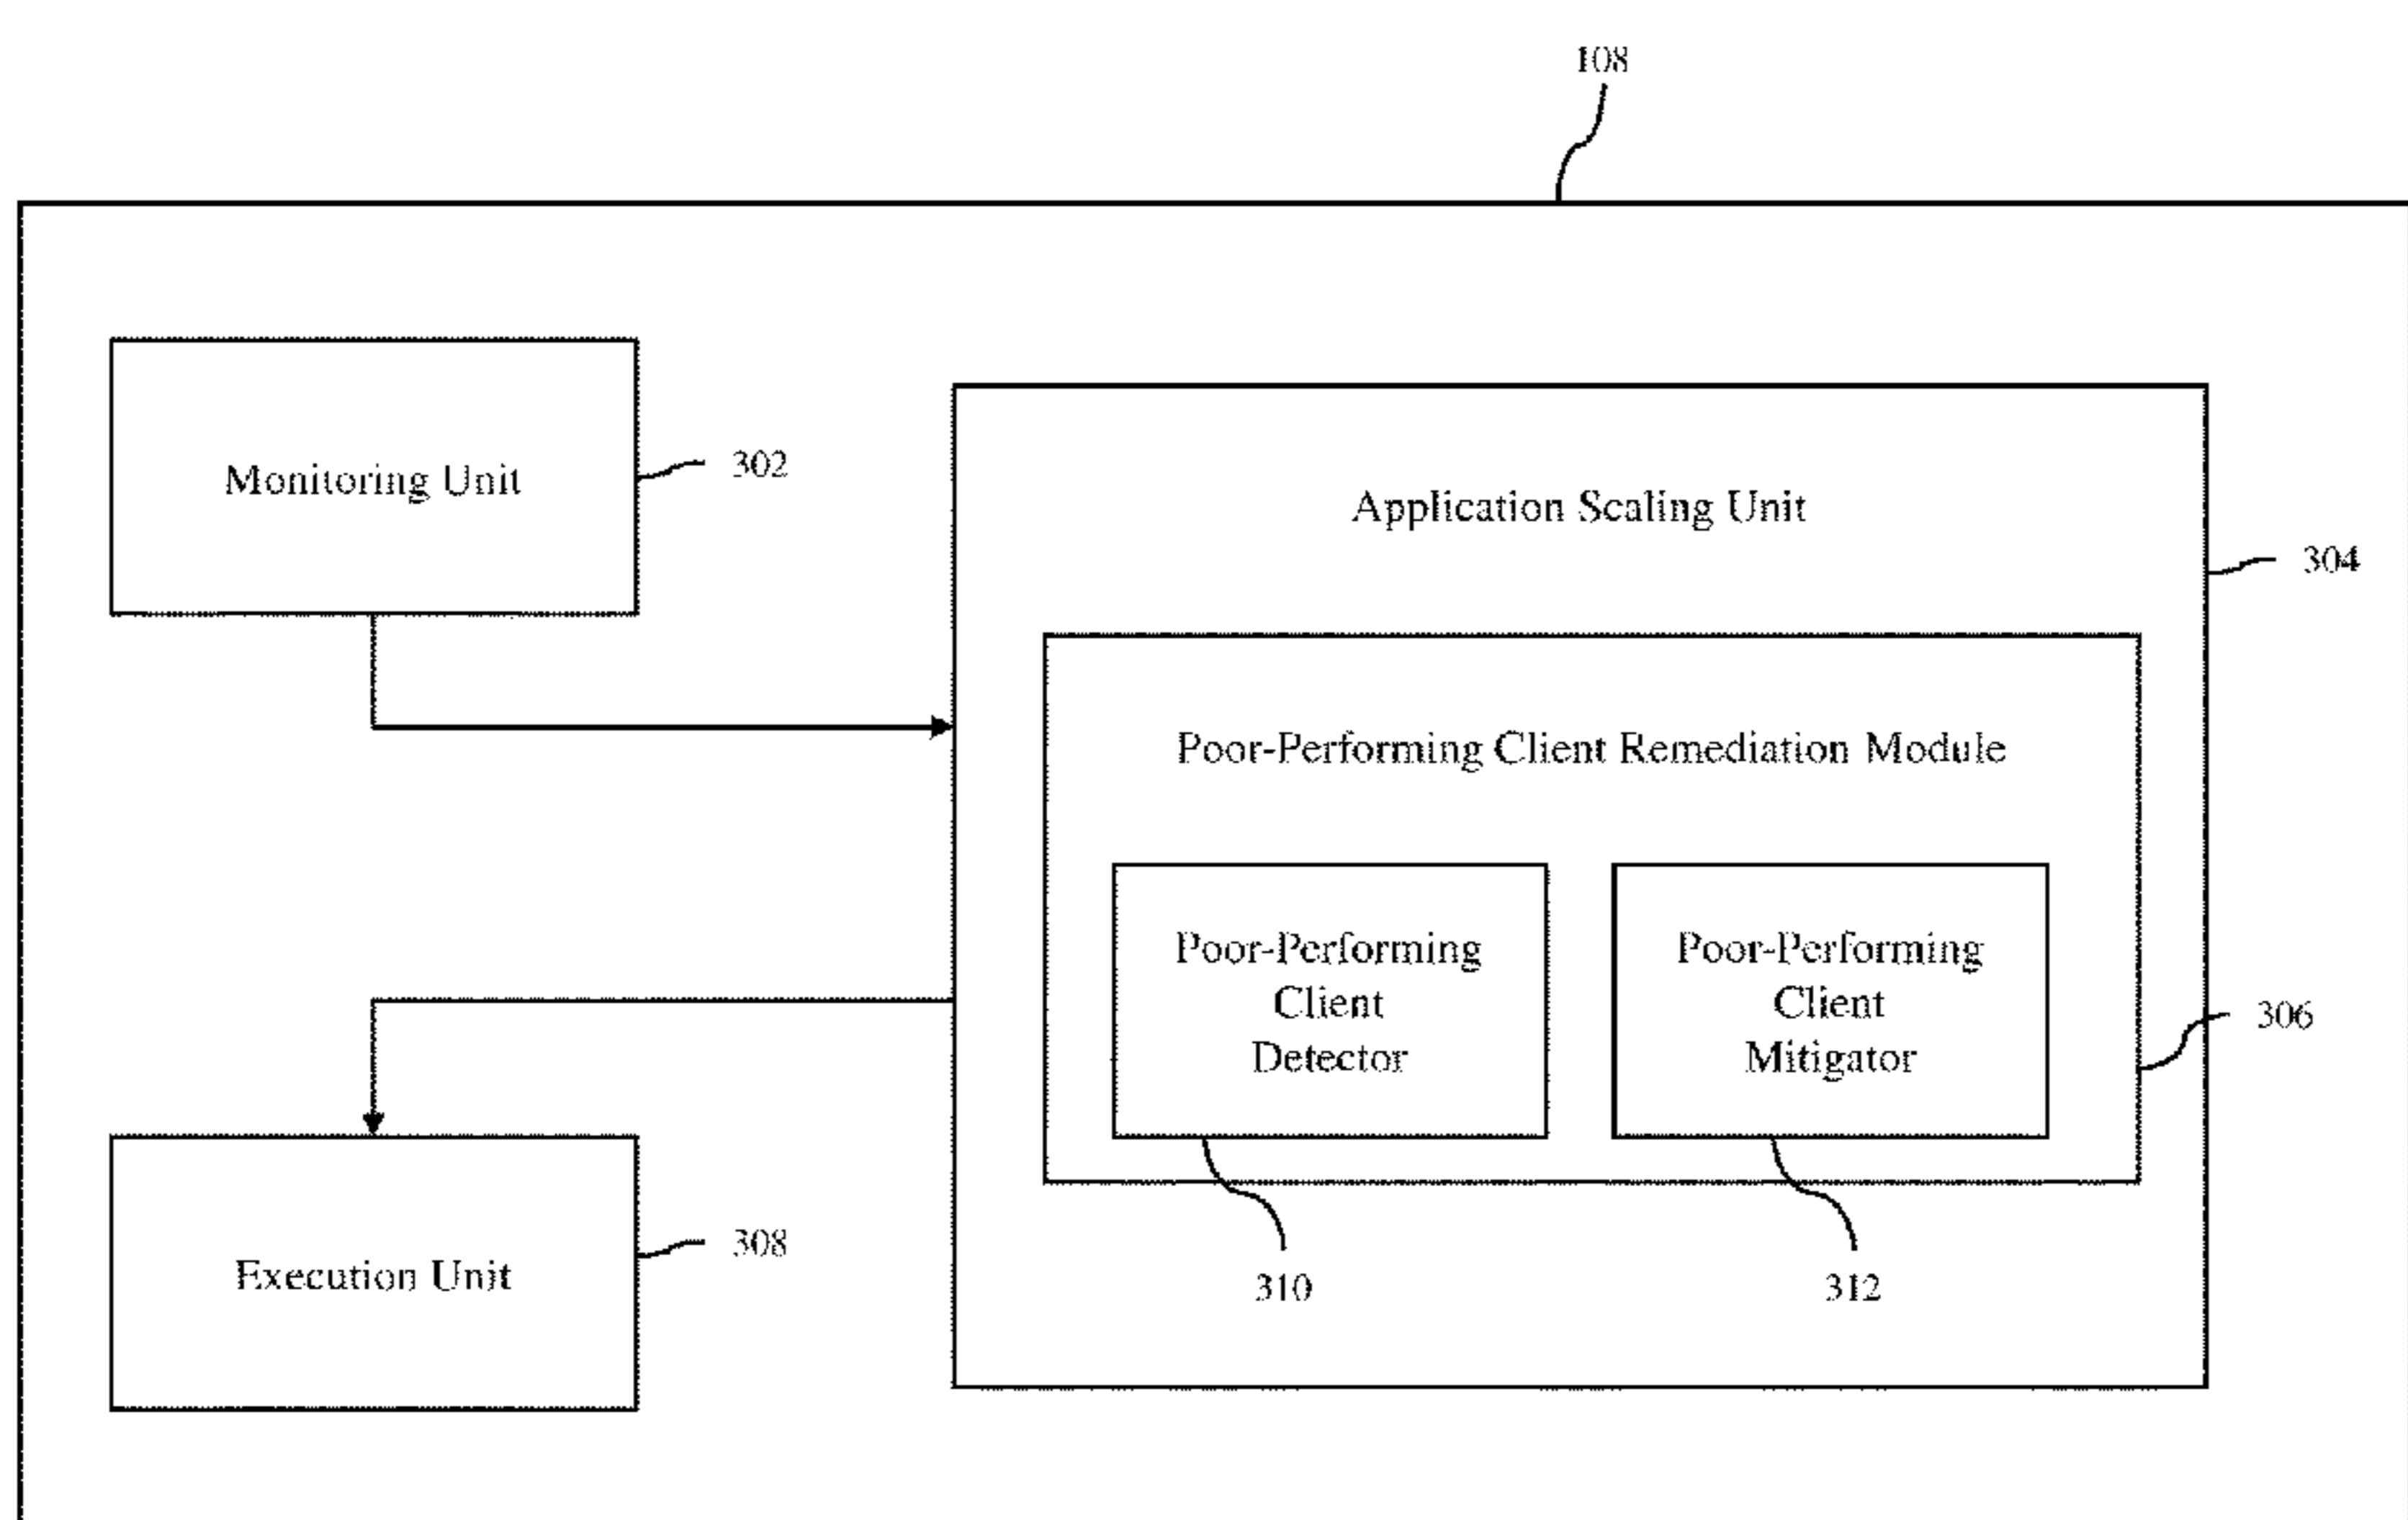 108
Monitoring Unit
302
Application Scaling Unit
304
Poor-Performing Client Remediation Module
Poor-Performing
Client
Detector
Poor-Performing
Client
Mitigator
306
Execution Unit
308
310
312